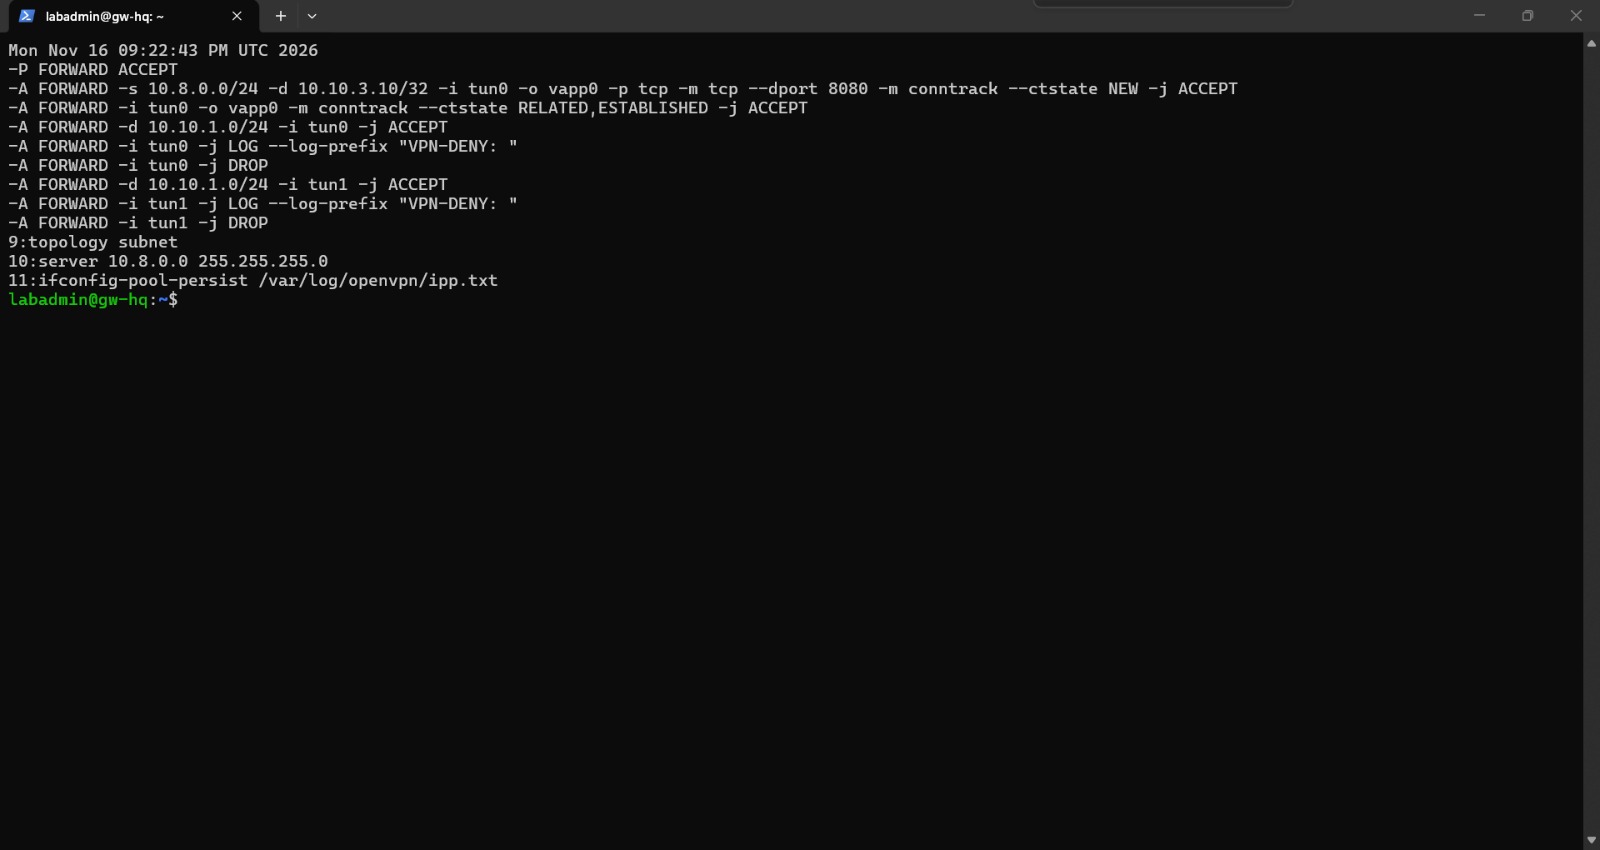 labadmin@gw-hq: ~
Mon Nov 16 09:22:43 PM UTC 2026
-P FORWARD ACCEPT
-A FORWARD -s 10.8.0.0/24 -d 10.10.3.10/32 -i tun0 -o vapp0 -p tcp -m tcp --dport 8080 -m conntrack --ctstate NEW -j ACCEPT
-A FORWARD -i tun0 -o vapp0 -m conntrack --ctstate RELATED,ESTABLISHED -j ACCEPT
-A FORWARD -d 10.10.1.0/24 -i tun0 -j ACCEPT
-A FORWARD -i tun0 -j LOG --log-prefix "VPN-DENY: "
-A FORWARD -i tun0 -j DROP
-A FORWARD -d 10.10.1.0/24 -i tun1 -j ACCEPT
-A FORWARD -i tun1 -j LOG --log-prefix "VPN-DENY: "
-A FORWARD -i tun1 -j DROP
9:topology subnet
10:server 10.8.0.0 255.255.255.0
11:ifconfig-pool-persist /var/log/openvpn/ipp.txt
labadmin@gw-hq:~$